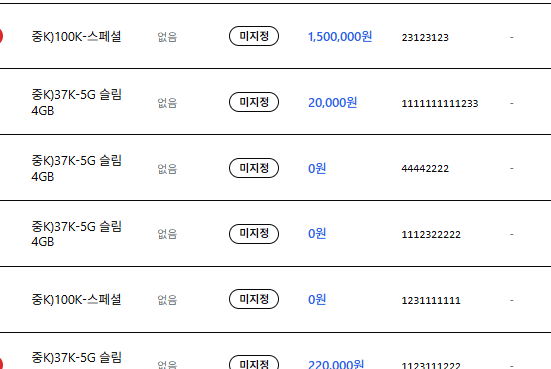 중K)100K-스페셜 없음 미지정 1,500,000원 23123123 -
중K)37K-5G 슬림 없음 미지정 20,000원 1111111111233 -
4GB
중K)37K-5G 슬림 없음 미지정 0원 44442222 -
4GB
중K)37K-5G 슬림 없음 미지정 0원 1112322222 -
4GB
중K)100K-스페셜 없음 미지정 0원 1231111111 -
중K)37K-5G 슬림 없음 미지정 220,000원 1123111222 -